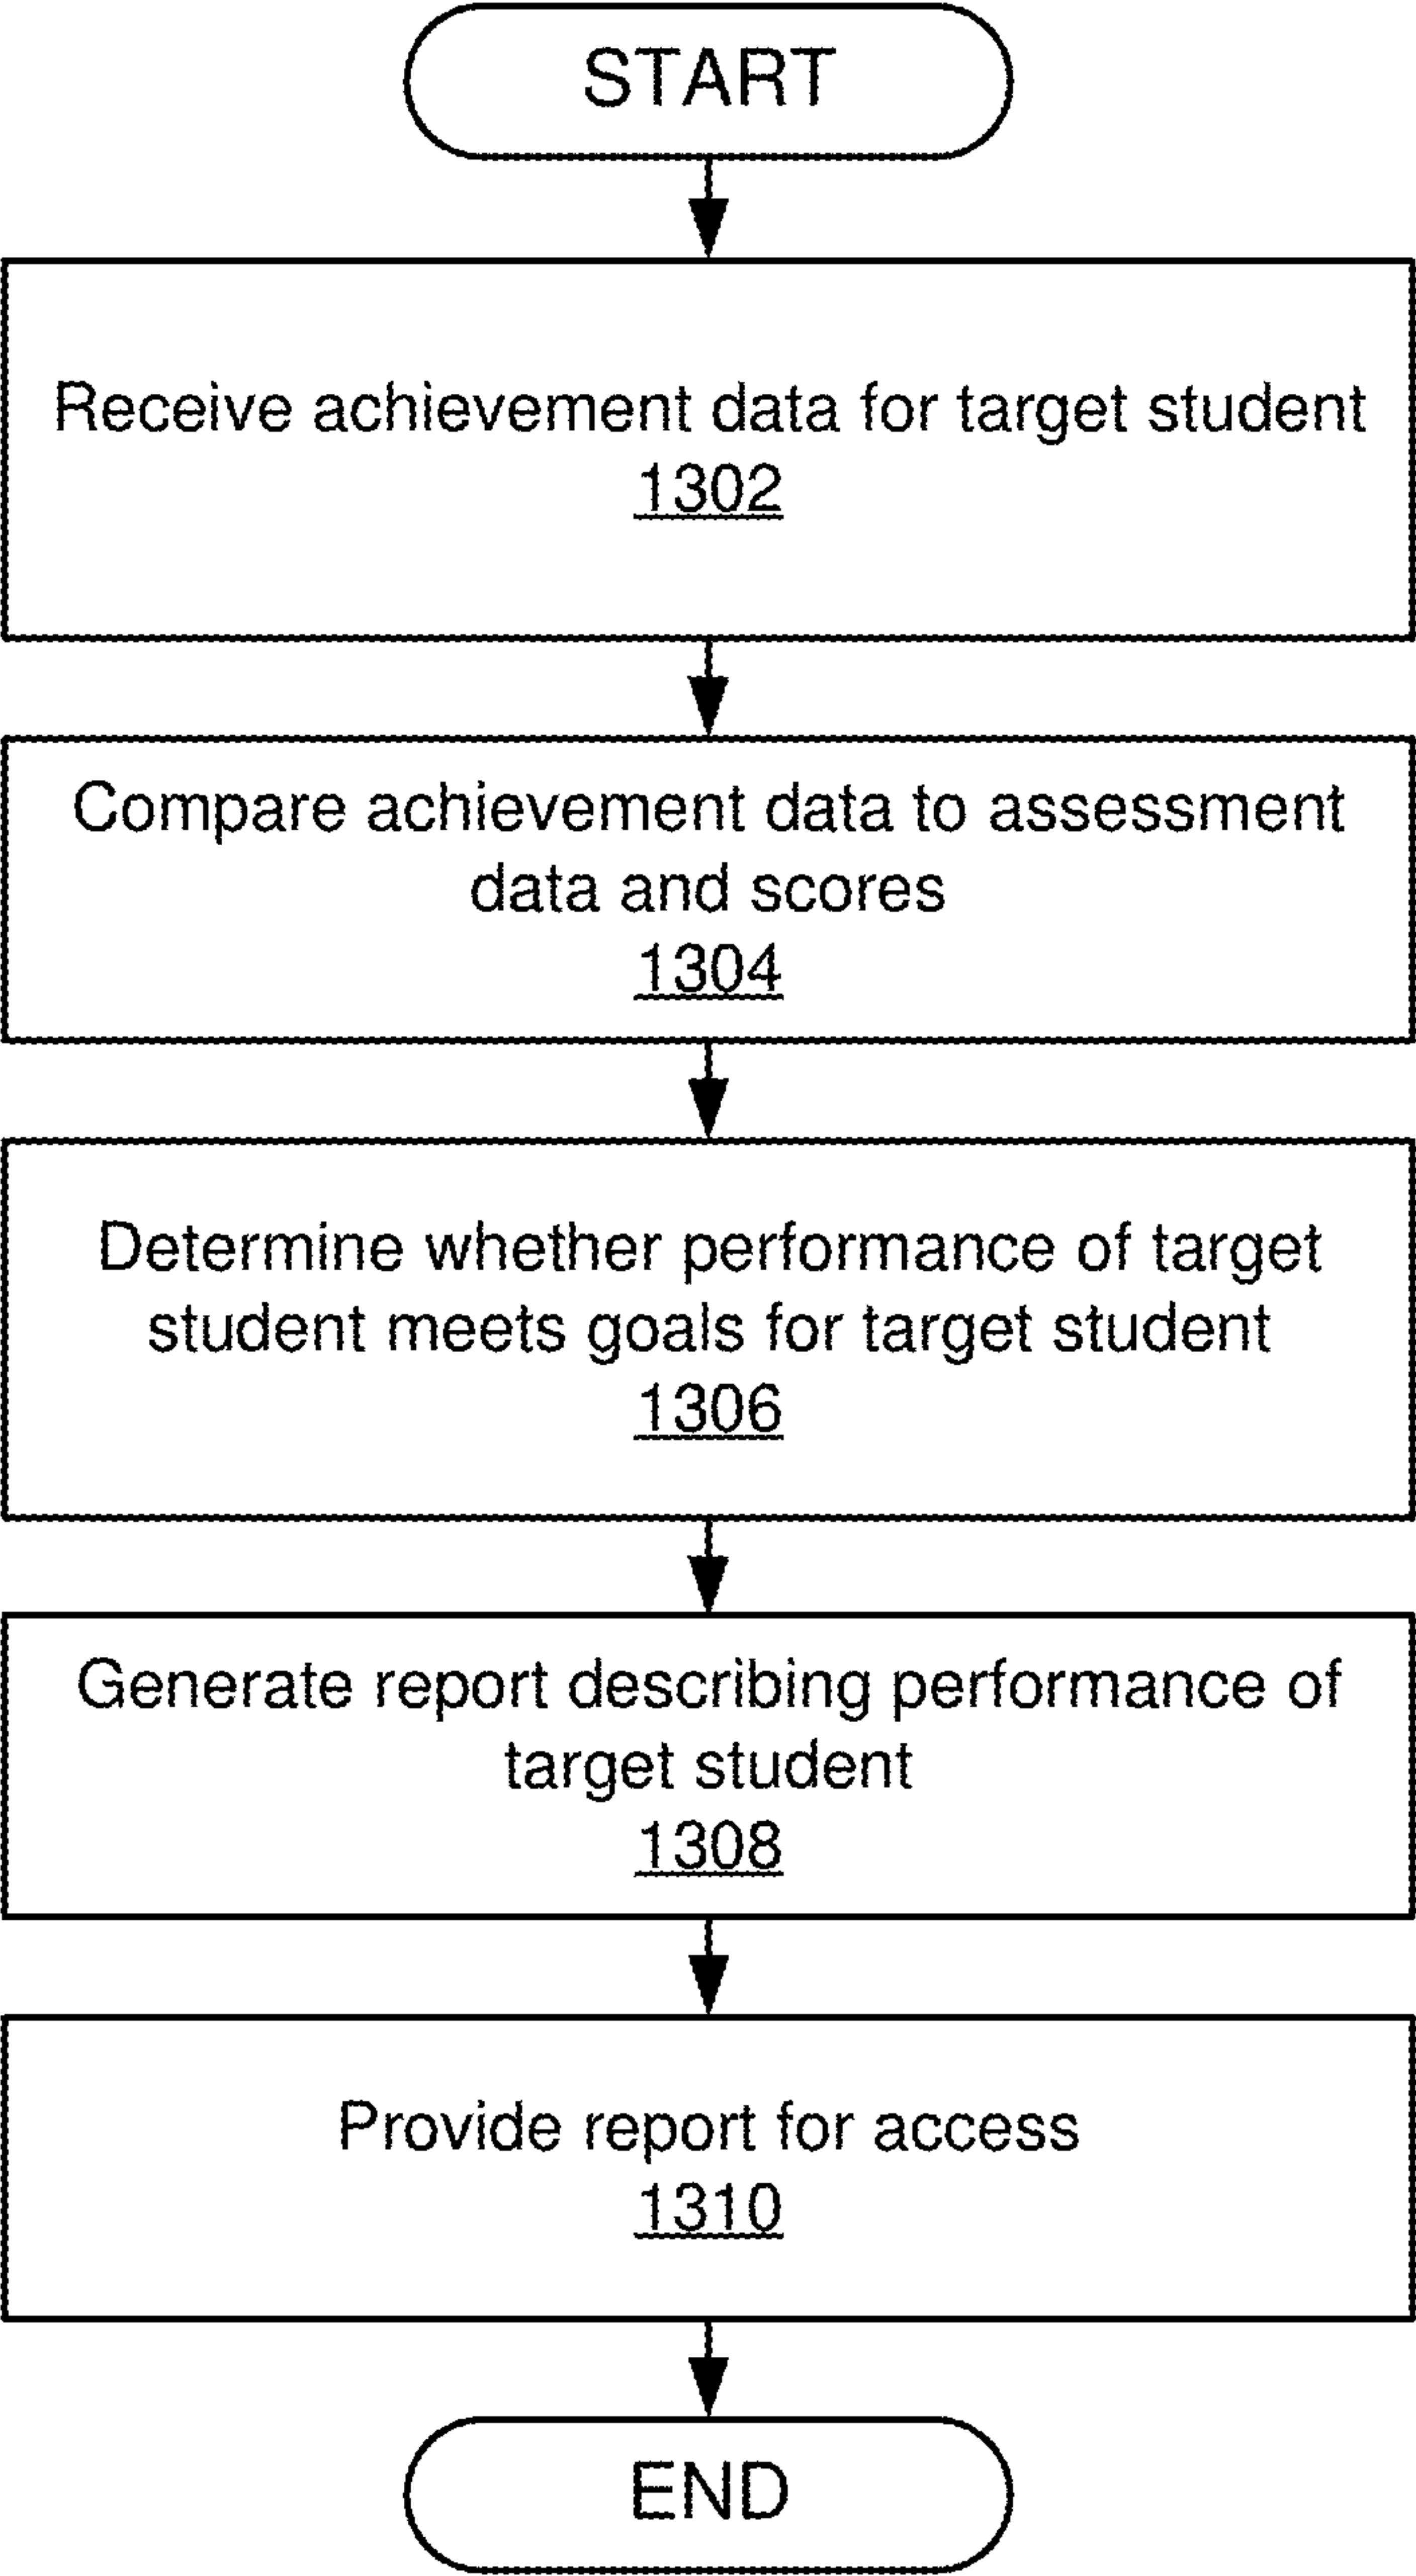 START
Receive achievement data for target student
1302
Compare achievement data to assessment
data and scores
1304
Determine whether performance of target
student meets goals for target student
1306
Generate report describing performance of
target student
1308
Provide report for access
1310
END